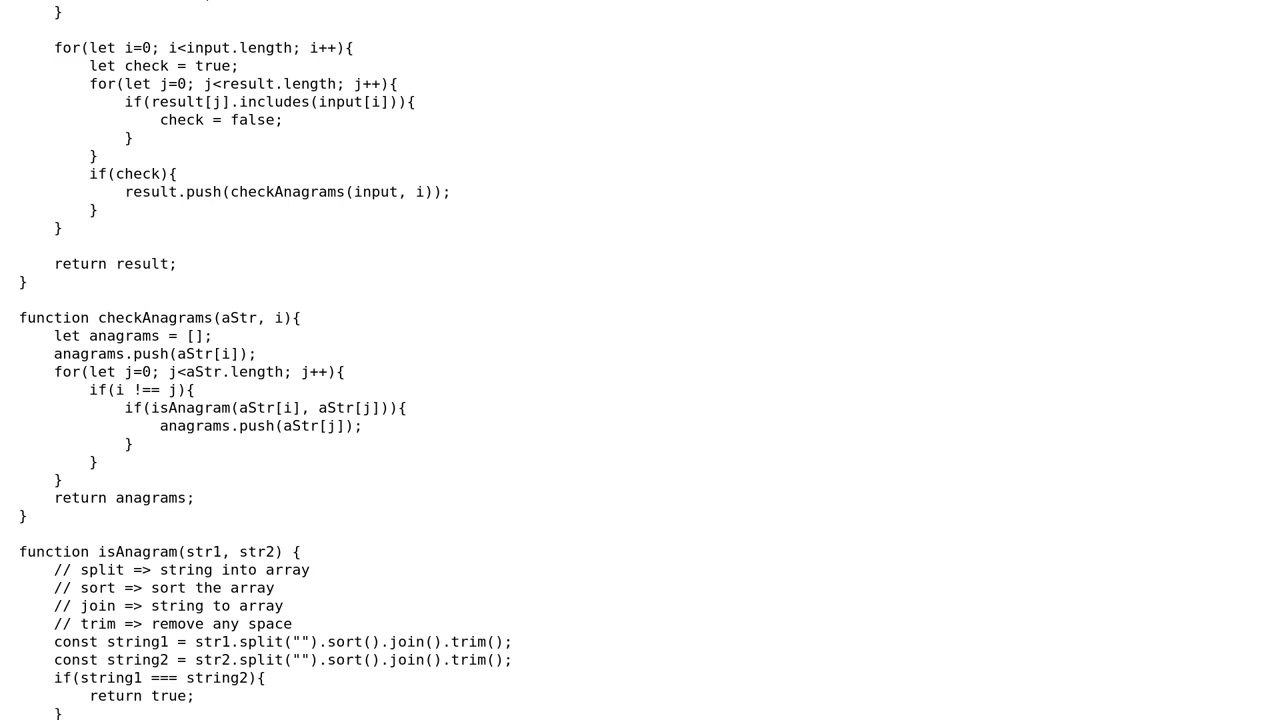 }

    for(let i=0; i<input.length; i++){
        let check = true;
        for(let j=0; j<result.length; j++){
            if(result[j].includes(input[i])){
                check = false;
            }
        }
        if(check){
            result.push(checkAnagrams(input, i));
        }
    }

    return result;
}

function checkAnagrams(aStr, i){
    let anagrams = [];
    anagrams.push(aStr[i]);
    for(let j=0; j<aStr.length; j++){
        if(i !== j){
            if(isAnagram(aStr[i], aStr[j])){
                anagrams.push(aStr[j]);
            }
        }
    }
    return anagrams;
}

function isAnagram(str1, str2) {
    // split => string into array
    // sort => sort the array
    // join => string to array
    // trim => remove any space
    const string1 = str1.split("").sort().join().trim();
    const string2 = str2.split("").sort().join().trim();
    if(string1 === string2){
        return true;
    }